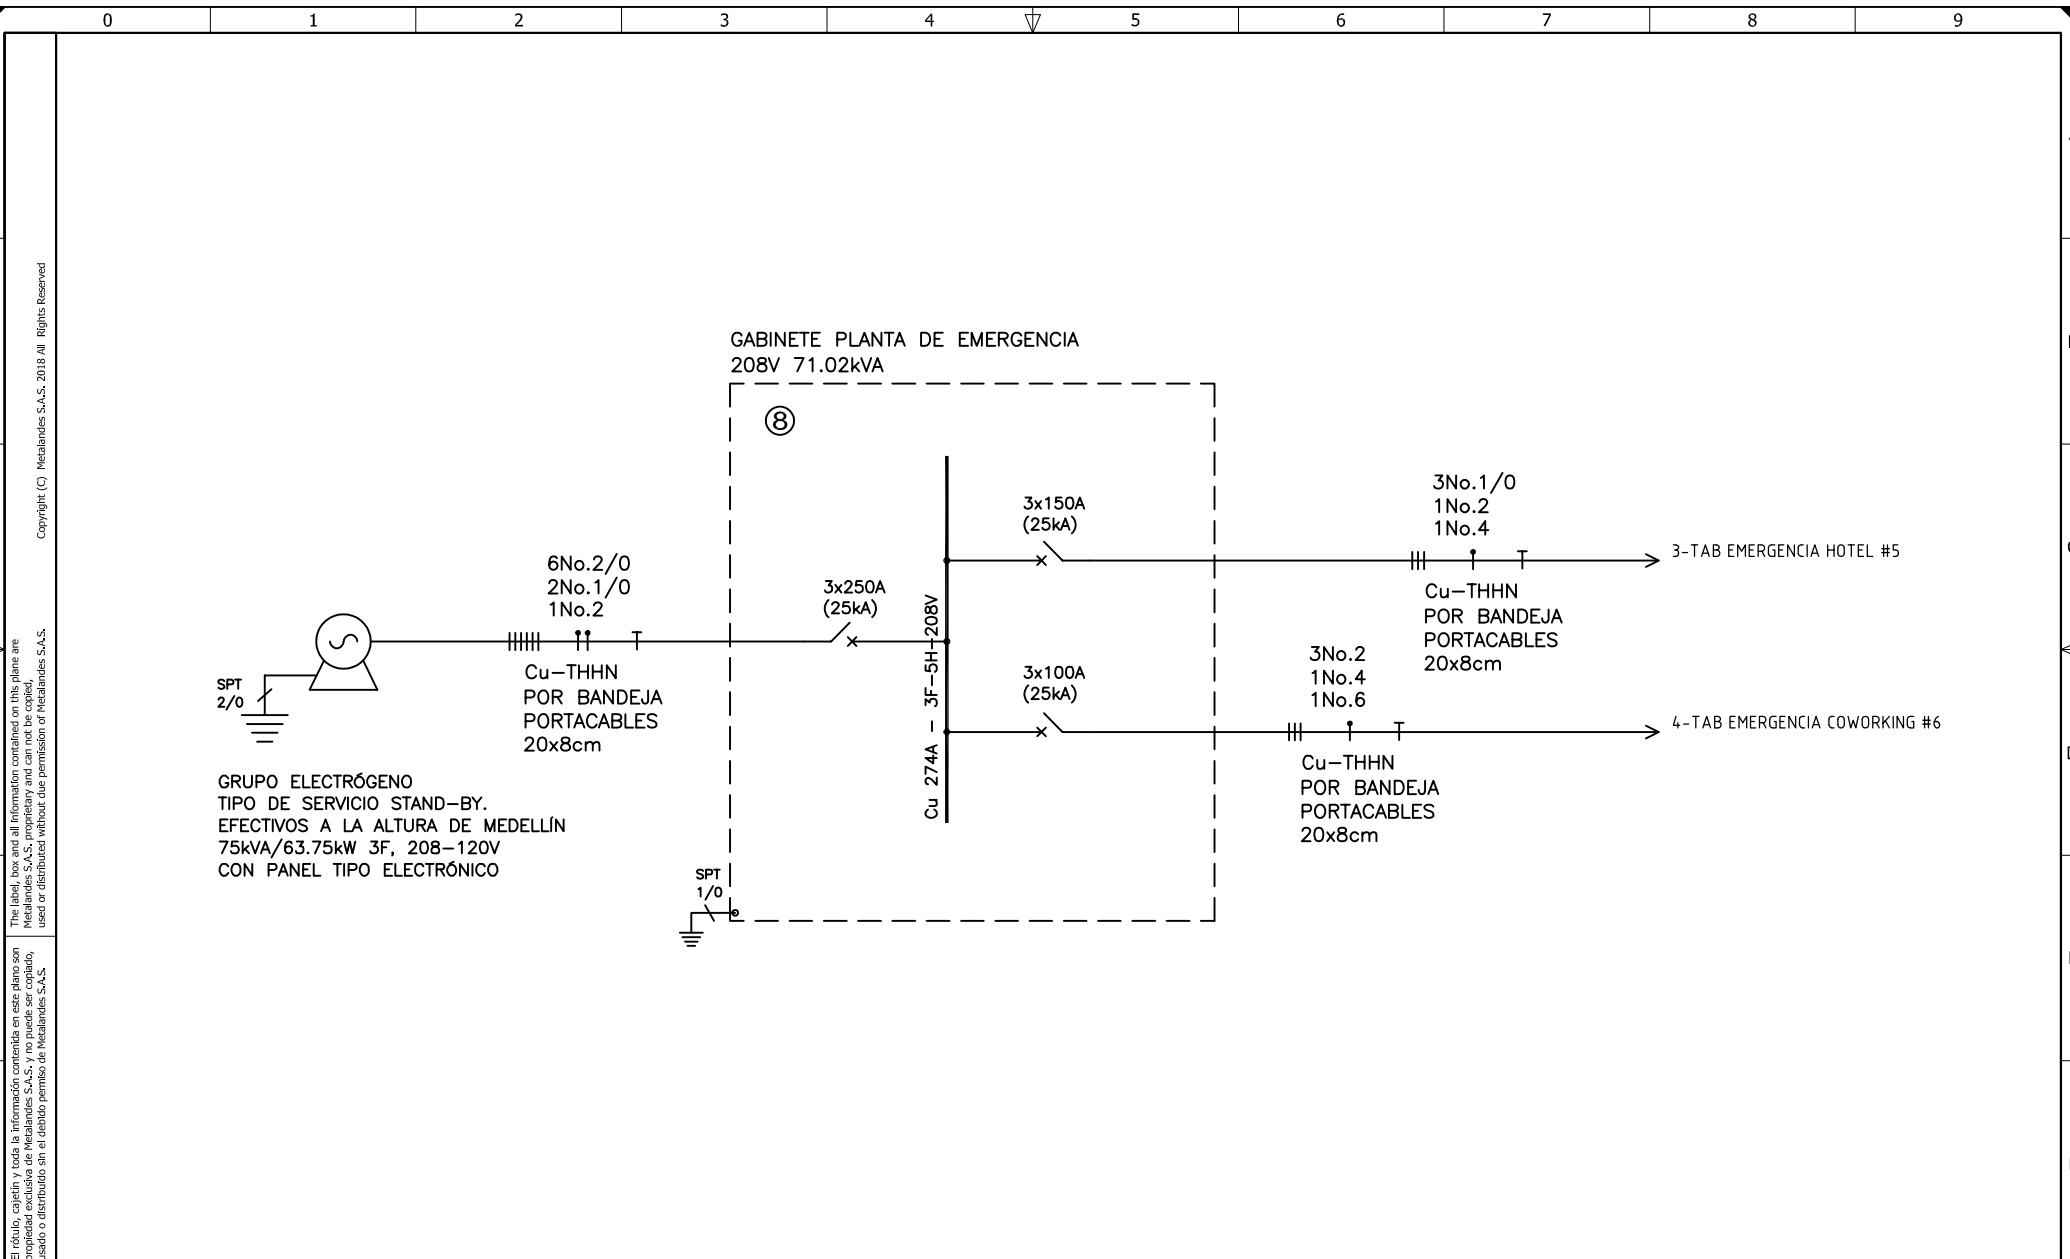 0 1 2 3 4 5 6 7 8 9
Copyright (C) Metalandes S.A.S. 2018 All Rights Reserved
The label, box and all information contained on this plane are
Metalandes S.A.S. proprietary and can not be copied,
used or distributed without due permission of Metalandes S.A.S.
El rótulo, cajetín y toda la información contenida en este plano son
propiedad exclusiva de Metalandes S.A.S. y no puede ser copiado,
usado o distribuido sin el debido permiso de Metalandes S.A.S.
GABINETE PLANTA DE EMERGENCIA
208V 71.02kVA
8
6No.2/0
2No.1/0
1No.2
Cu-THHN
POR BANDEJA
PORTACABLES
20x8cm
SPT
2/0
GRUPO ELECTRÓGENO
TIPO DE SERVICIO STAND-BY.
EFECTIVOS A LA ALTURA DE MEDELLÍN
75kVA/63.75kW 3F, 208-120V
CON PANEL TIPO ELECTRÓNICO
3x250A
(25kA)
Cu 274A - 3F-5H-208V
3x150A
(25kA)
3x100A
(25kA)
SPT
1/0
3No.1/0
1No.2
1No.4
Cu-THHN
POR BANDEJA
PORTACABLES
20x8cm
3-TAB EMERGENCIA HOTEL #5
3No.2
1No.4
1No.6
Cu-THHN
POR BANDEJA
PORTACABLES
20x8cm
4-TAB EMERGENCIA COWORKING #6